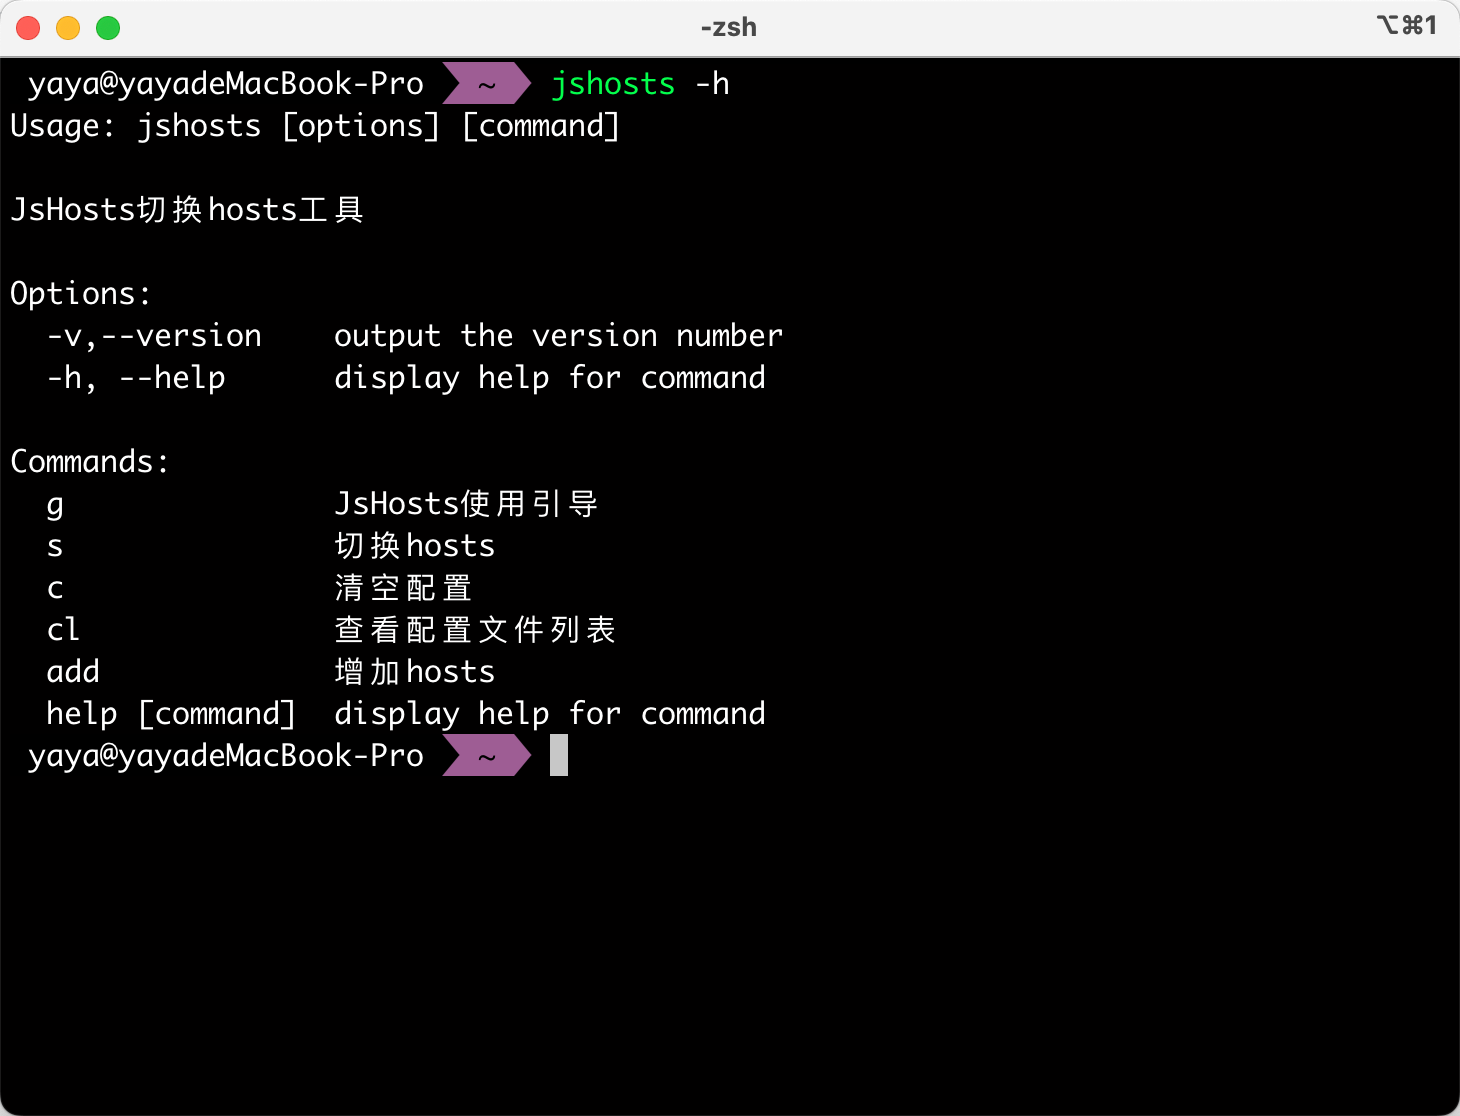 -zsh ⌥⌘1
yaya@yayadeMacBook-Pro ~ jshosts -h
Usage: jshosts [options] [command]
JsHosts切换hosts工具
Options:
-v,--version output the version number
-h, --help display help for command
Commands:
g JsHosts使用引导
s 切换hosts
c 清空配置
cl 查看配置文件列表
add 增加hosts
help [command] display help for command
yaya@yayadeMacBook-Pro ~